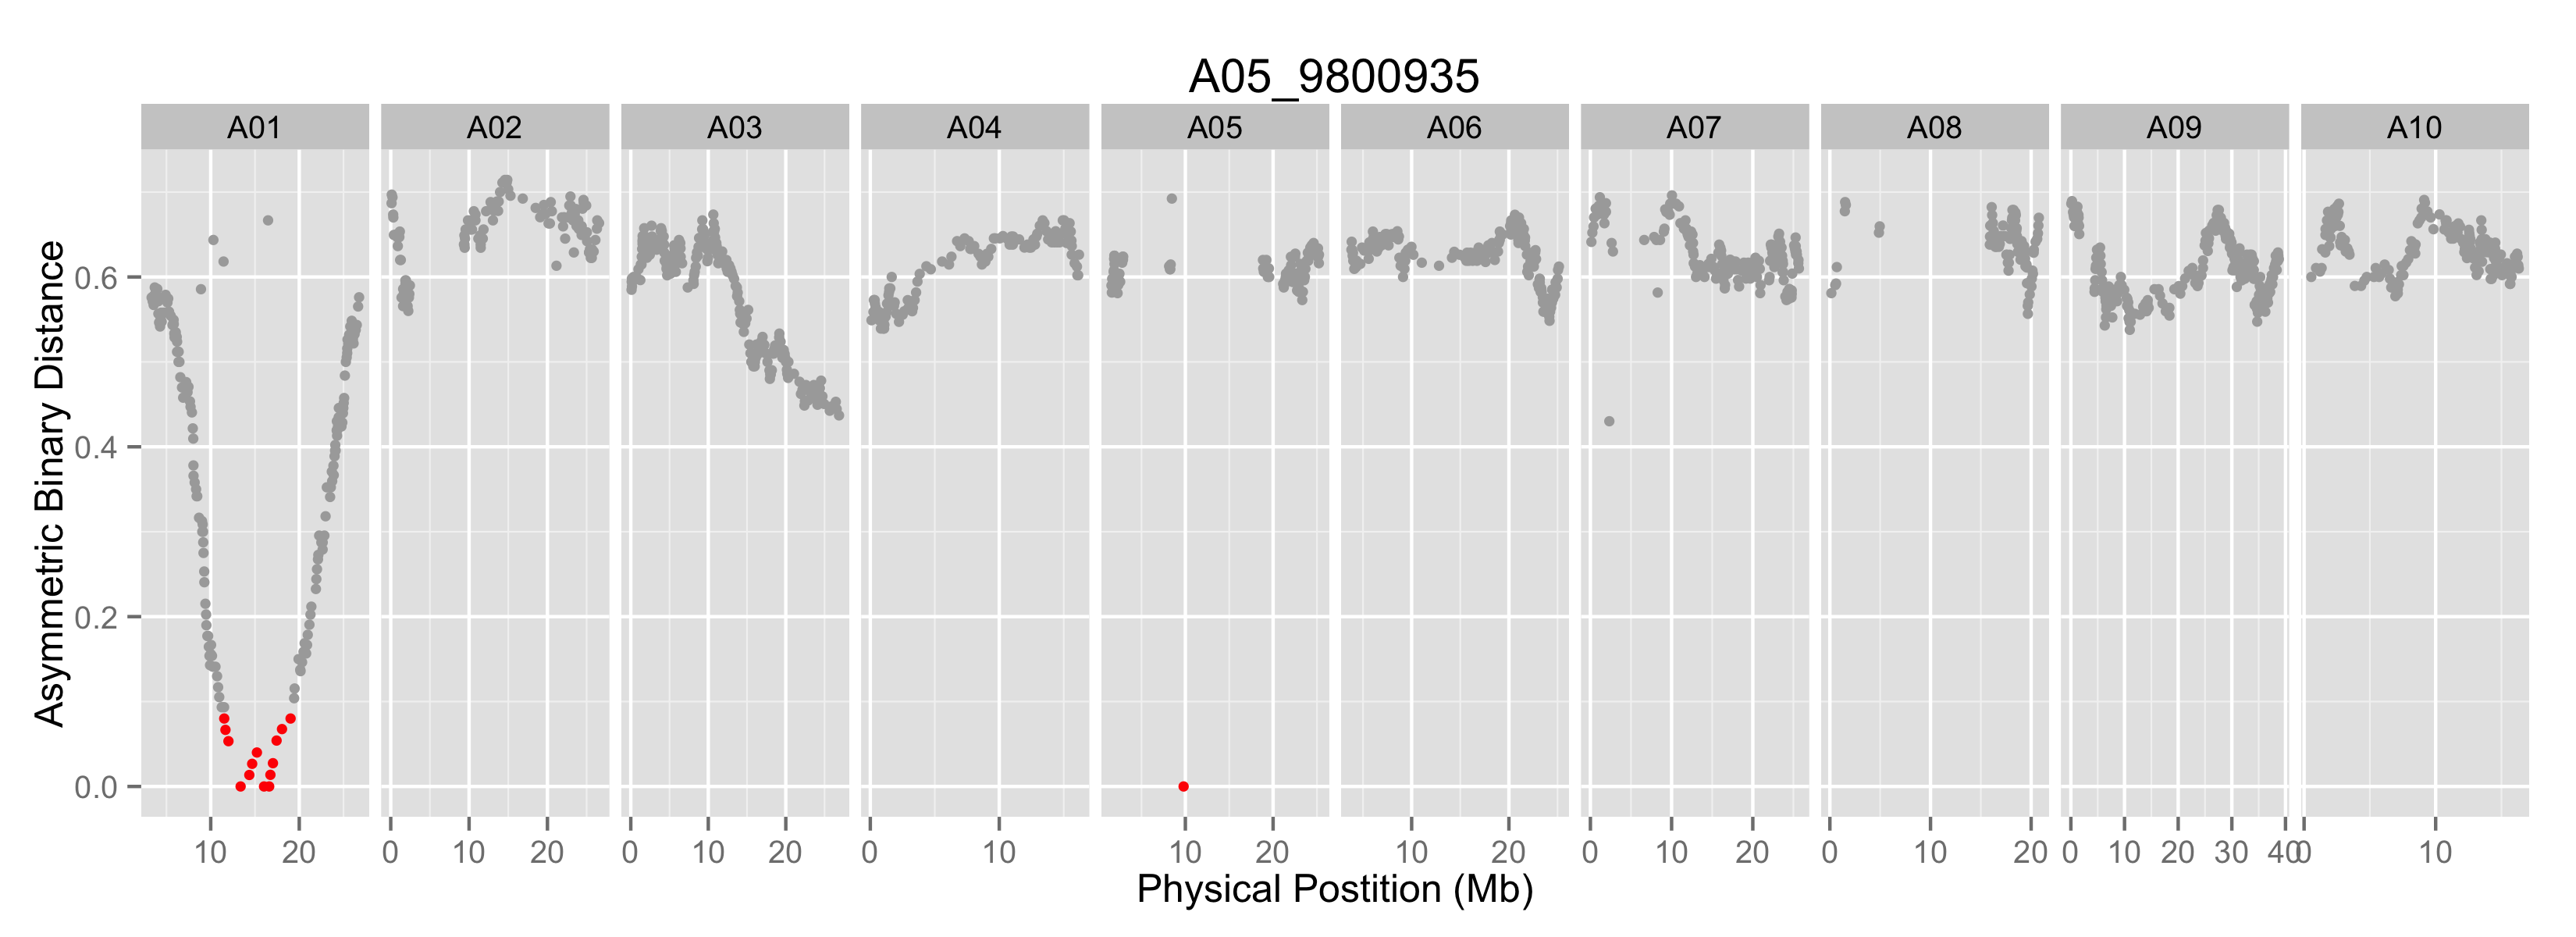 A05_9800935
A01 A02 A03 A04 A05 A06 A07 A08 A09 A10
Asymmetric Binary Distance
0.6
0.4
0.2
0.0
10 20 0 10 20 0 10 20 0 10 10 20 10 20 0 10 20 0 10 20 0 10 20 30 40 0 10
Physical Postition (Mb)